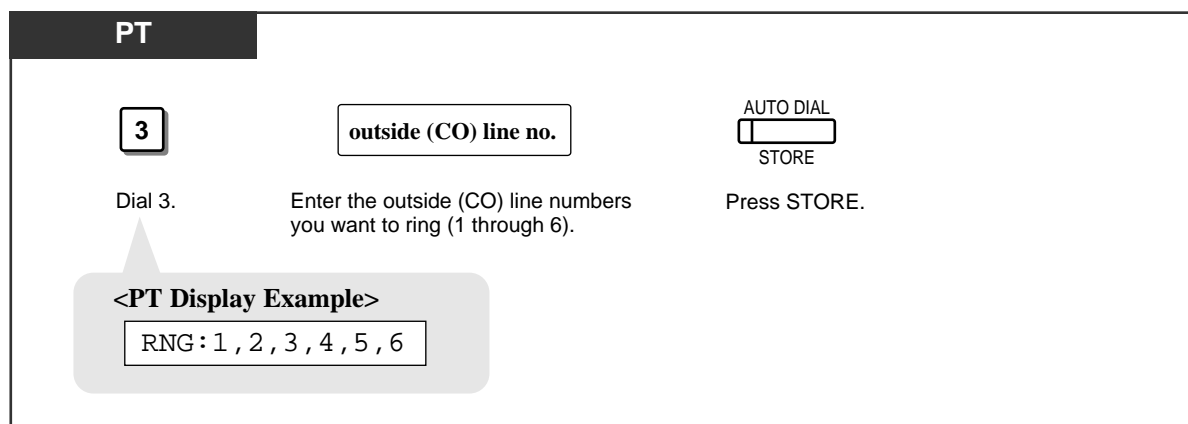 PT
3
outside (CO) line no.
AUTO DIAL
STORE
Dial 3.
Enter the outside (CO) line numbers
you want to ring (1 through 6).
Press STORE.
<PT Display Example>
RNG:1,2,3,4,5,6